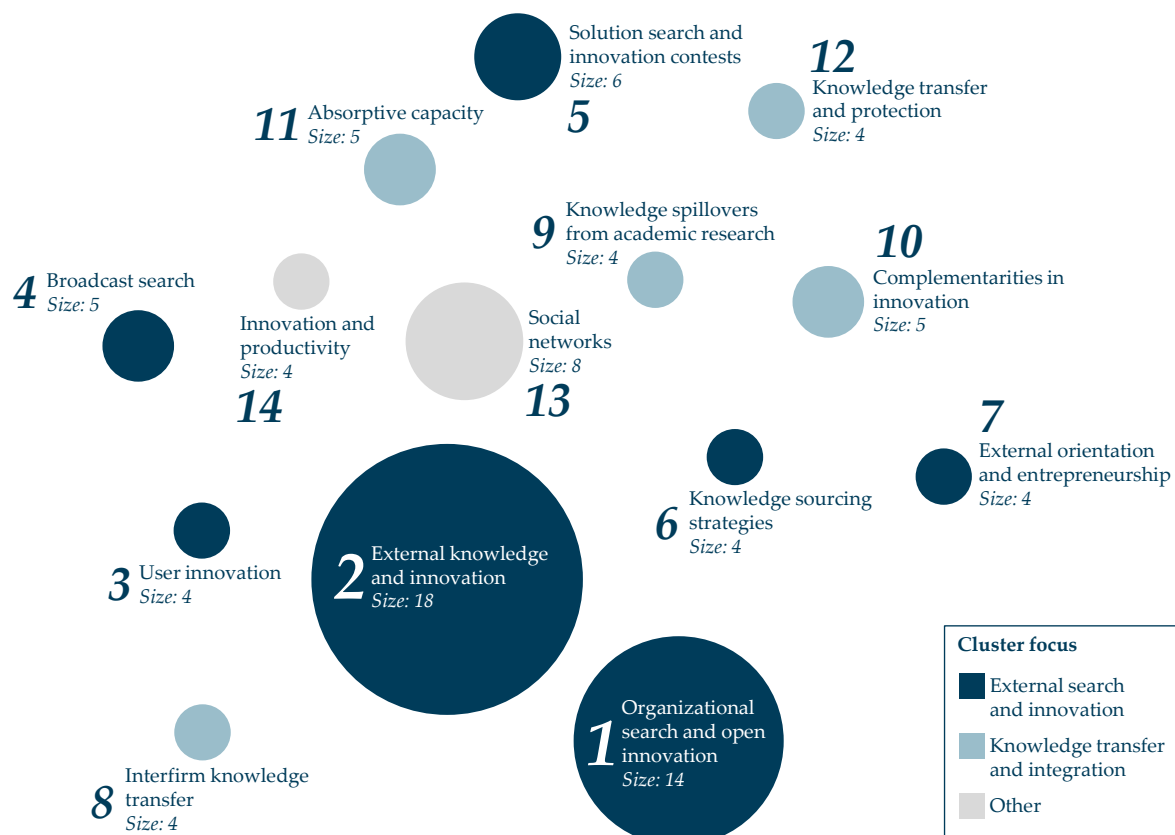 Solution search and
innovation contests
Size: 6
5
12
Knowledge transfer
and protection
Size: 4
11
Absorptive capacity
Size: 5
9
Knowledge spillovers
from academic research
Size: 4
10
Complementarities in
innovation
Size: 5
4
Broadcast search
Size: 5
Innovation and
productivity
Size: 4
14
Social
networks
Size: 8
13
7
External orientation
and entrepreneurship
Size: 4
6
Knowledge sourcing
strategies
Size: 4
3
User innovation
Size: 4
2
External knowledge
and innovation
Size: 18
1
Organizational
search and open
innovation
Size: 14
8
Interfirm knowledge
transfer
Size: 4
Cluster focus
External search
and innovation
Knowledge transfer
and integration
Other